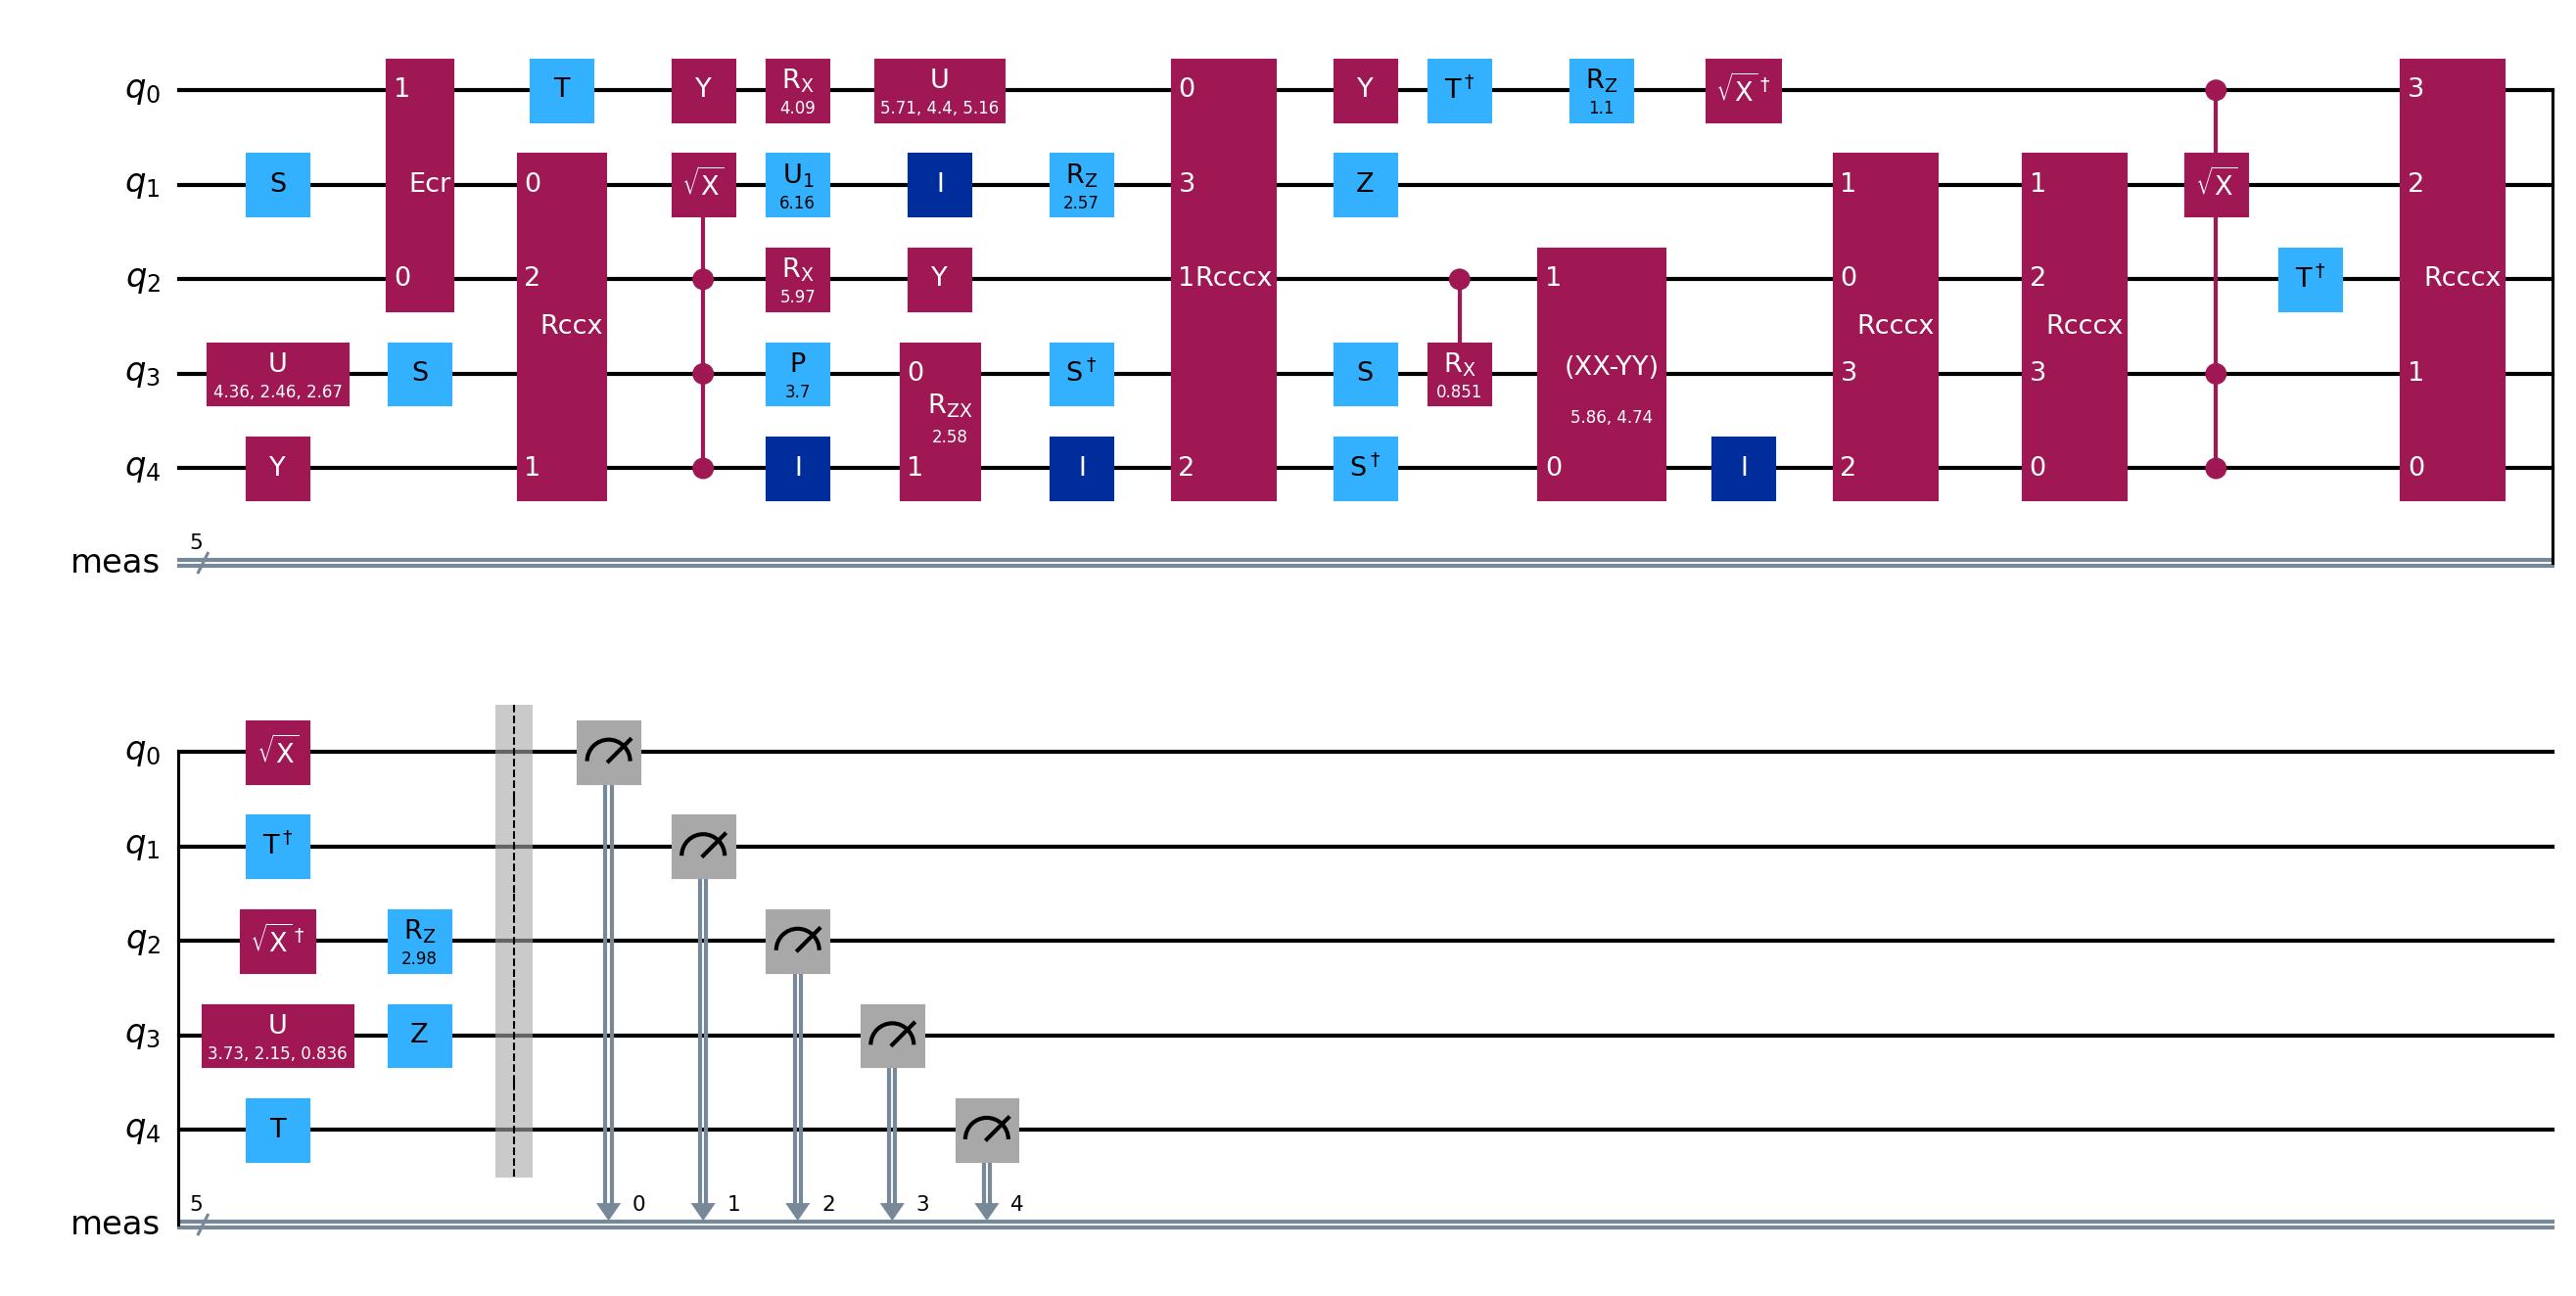 q0 1 T Y RX 4.09 U 5.71, 4.4, 5.16 0 Y T† RZ 1.1 √X† 3
q1 S Ecr 0 √X U1 6.16 I RZ 2.57 3 Z 1 1 √X 2
q2 0 2 RX 5.97 Y 1 Rcccx 1 0 2 T† Rcccx
Rccx Rcccx Rcccx
q3 U 4.36, 2.46, 2.67 S P 3.7 0 S† S RX 0.851 (XX-YY) 3 3 1
RZX 2.58 5.86, 4.74
q4 Y 1 I 1 I 2 S† 0 I 2 0 0
5
meas
q0 √X
q1 T†
q2 √X† RZ 2.98
q3 U 3.73, 2.15, 0.836 Z
q4 T
5 0 1 2 3 4
meas